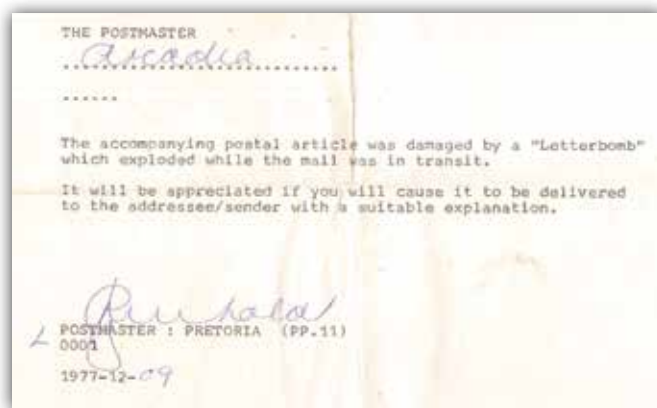 THE POSTMASTER
Arcadia
The accompanying postal article was damaged by a "Letterbomb"
which exploded while the mail was in transit.
It will be appreciated if you will cause it to be delivered
to the addressee/sender with a suitable explanation.
POSTMASTER : PRETORIA (PP.11)
0001
1977-12-09